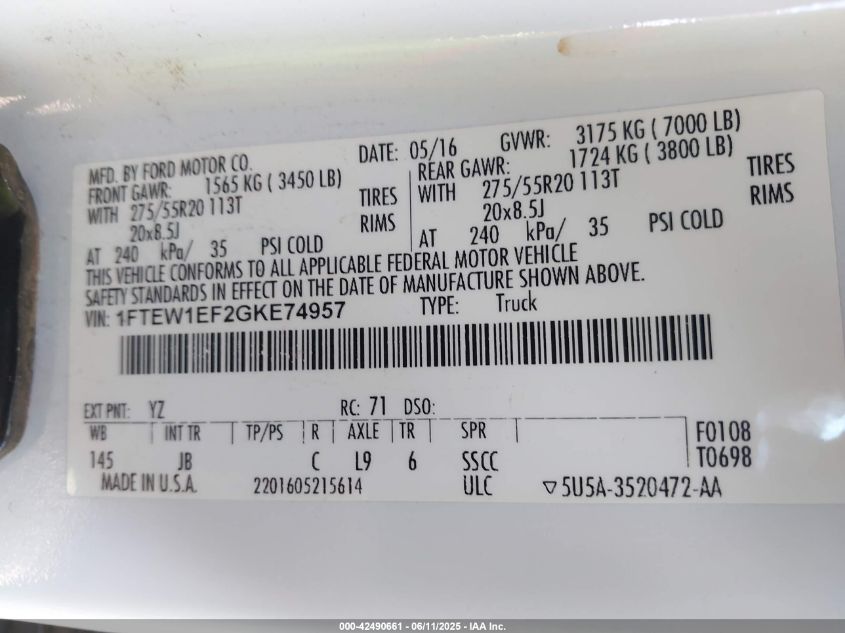 MFD. BY FORD MOTOR CO. DATE: 05/16 GVWR: 3175 KG ( 7000 LB)
FRONT GAWR: 1565 KG ( 3450 LB) REAR GAWR: 1724 KG ( 3800 LB)
WITH 275/55R20 113T TIRES WITH 275/55R20 113T TIRES
20x8.5J RIMS 20x8.5J RIMS
AT 240 kPa/ 35 PSI COLD AT 240 kPa/ 35 PSI COLD
THIS VEHICLE CONFORMS TO ALL APPLICABLE FEDERAL MOTOR VEHICLE
SAFETY STANDARDS IN EFFECT ON THE DATE OF MANUFACTURE SHOWN ABOVE.
VIN: 1FTEW1EF2GKE74957 TYPE: Truck
EXT PNT: YZ RC: 71 DSO:
WB INT TR TP/PS R AXLE TR SPR F0108
145 JB C L9 6 SSCC T0698
MADE IN U.S.A. 2201605215614 ULC ▽5U5A-3520472-AA
000-42490661 - 06/11/2025 - IAA Inc.